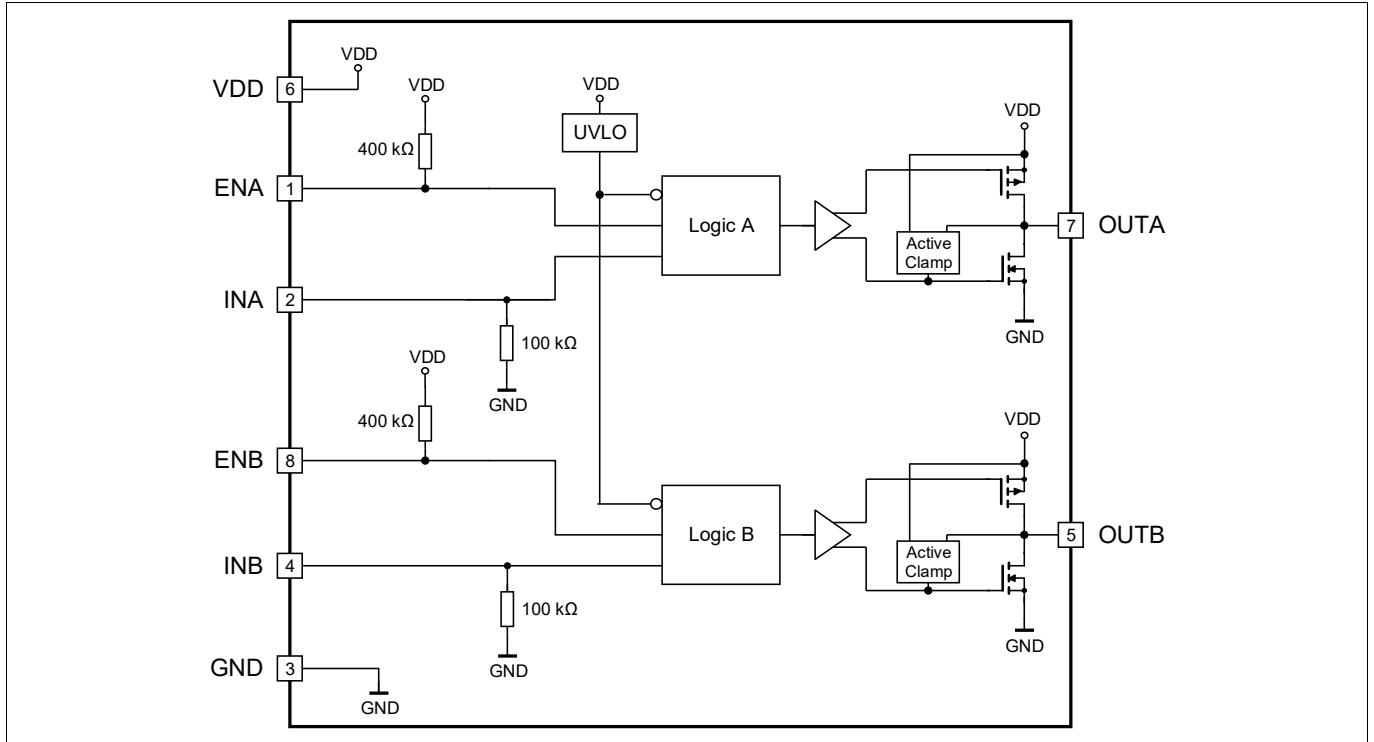 VDD
6
VDD
VDD
400 kΩ
VDD
UVLO
VDD
ENA
1
Logic A
Active
Clamp
7
OUTA
INA
2
100 kΩ
GND
GND
VDD
400 kΩ
VDD
ENB
8
Logic B
Active
Clamp
5
OUTB
INB
4
100 kΩ
GND
GND
GND
3
GND